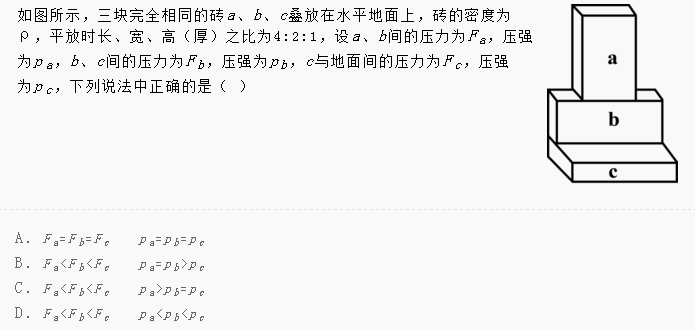 如图所示，三块完全相同的砖a、b、c叠放在水平地面上，砖的密度为
ρ，平放时长、宽、高（厚）之比为4:2:1，设a、b间的压力为Fa，压强
为pa，b、c间的压力为Fb，压强为pb，c与地面间的压力为Fc，压强
为pc，下列说法中正确的是（ ）
a
b
c
A. Fa=Fb=Fc pa=pb=pc
B. Fa<Fb<Fc pa=pb>pc
C. Fa<Fb<Fc pa>pb=pc
D. Fa<Fb<Fc pa<pb<pc